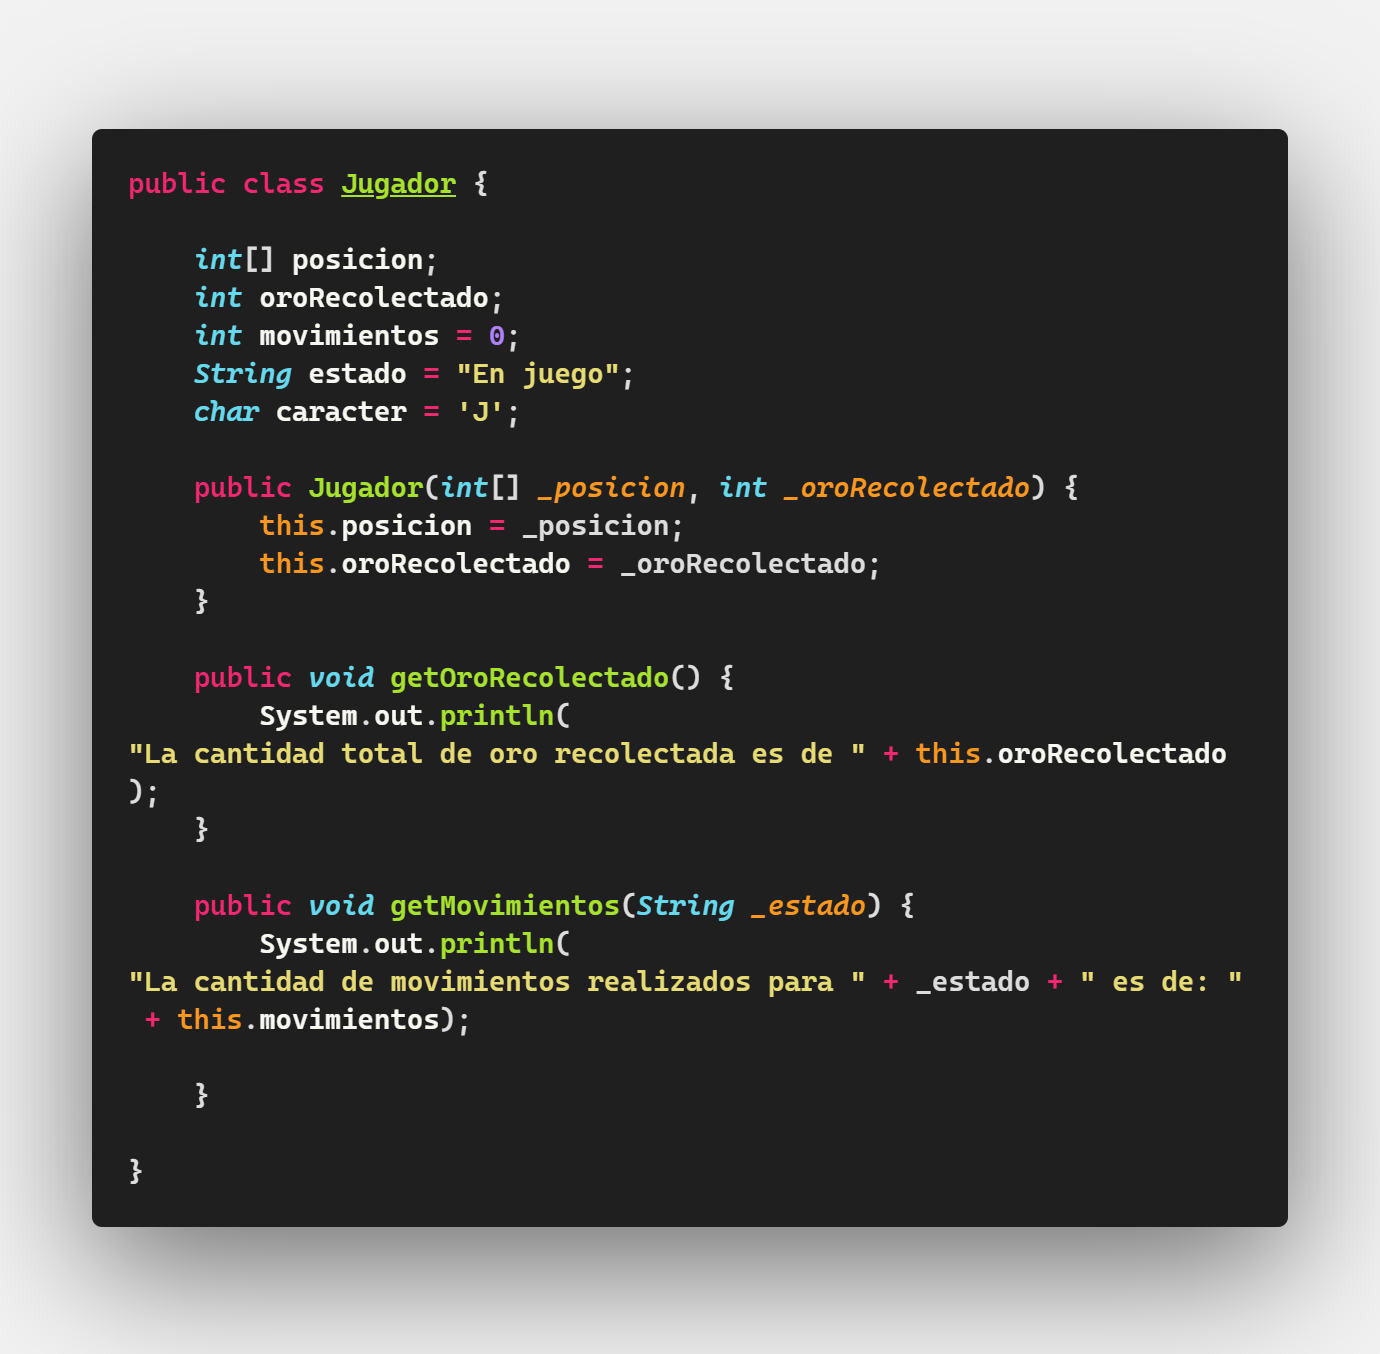 public class Jugador {
    int[] posicion;
    int oroRecolectado;
    int movimientos = 0;
    String estado = "En juego";
    char caracter = 'J';
    public Jugador(int[] _posicion, int _oroRecolectado) {
        this.posicion = _posicion;
        this.oroRecolectado = _oroRecolectado;
    }
    public void getOroRecolectado() {
        System.out.println(
"La cantidad total de oro recolectada es de " + this.oroRecolectado
);
    }
    public void getMovimientos(String _estado) {
        System.out.println(
"La cantidad de movimientos realizados para " + _estado + " es de: "
 + this.movimientos);
    }
}